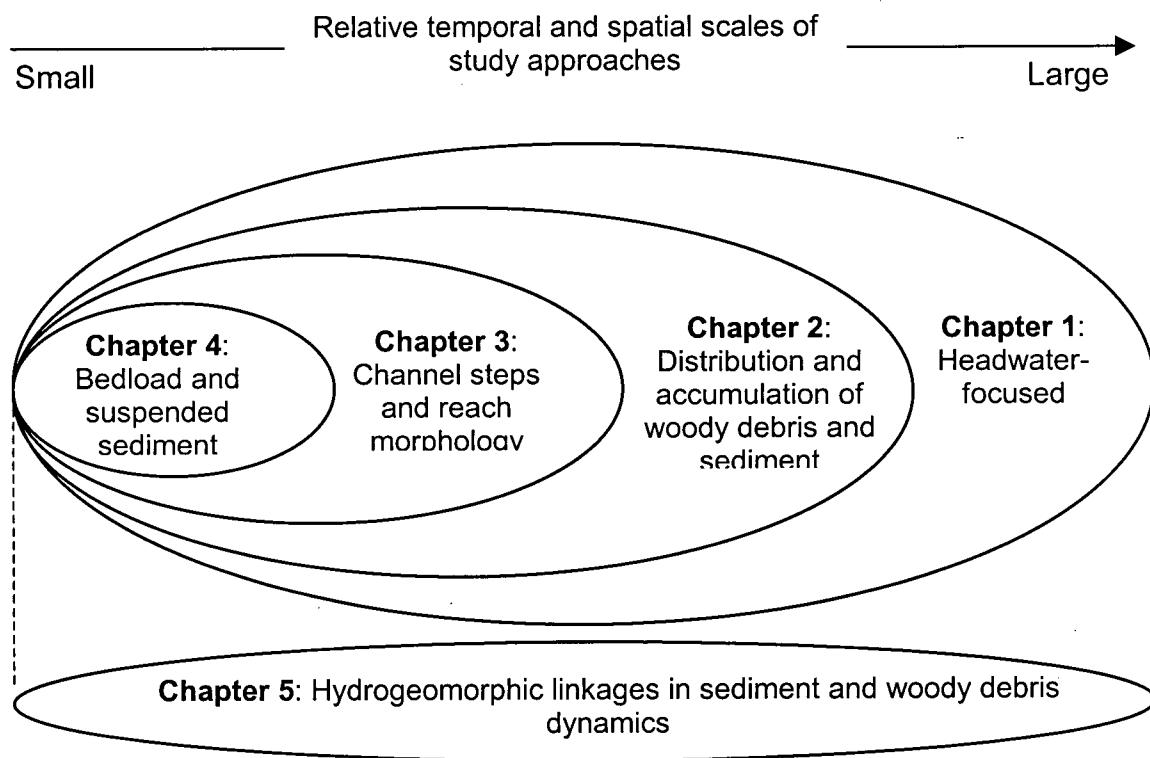 Relative temporal and spatial scales of
study approaches
Small
Large
Chapter 4:
Bedload and
suspended
sediment
Chapter 3:
Channel steps
and reach
morphology
Chapter 2:
Distribution and
accumulation of
woody debris and
sediment
Chapter 1:
Headwater-
focused
Chapter 5: Hydrogeomorphic linkages in sediment and woody debris
dynamics